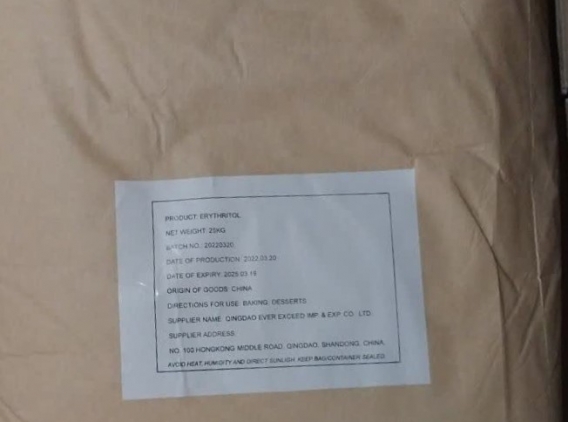 PRODUCT: ERYTHRITOL
NET WEIGHT: 25KG
BATCH NO.: 20220320
DATE OF PRODUCTION: 2022.03.20
DATE OF EXPIRY: 2025.03.19
ORIGIN OF GOODS: CHINA
DIRECTIONS FOR USE: BAKING, DESSERTS
SUPPLIER NAME: QINGDAO EVER EXCEED IMP.& EXP.CO., LTD.
SUPPLIER ADDRESS:
NO. 100 HONGKONG MIDDLE ROAD, QINGDAO, SHANDONG, CHINA.
AVOID HEAT, HUMIDITY AND DIRECT SUNLIGH. KEEP BAG/CONTAINER SEALED.